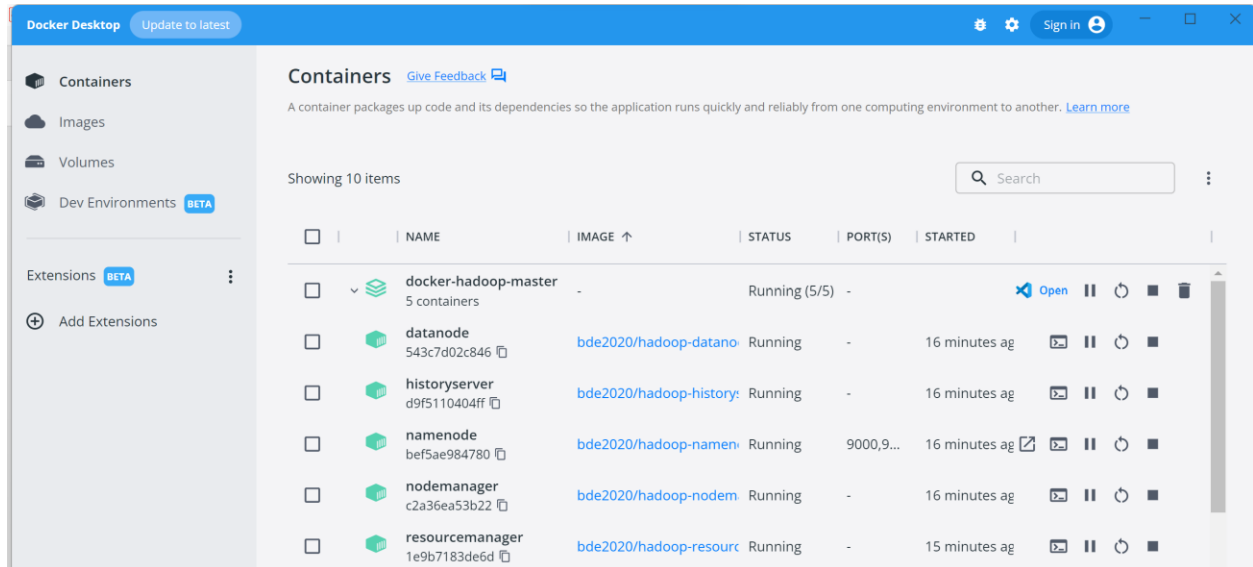 Docker Desktop Update to latest Sign in
Containers
Images
Volumes
Dev Environments BETA
Extensions BETA
Add Extensions
Containers Give Feedback
A container packages up code and its dependencies so the application runs quickly and reliably from one computing environment to another. Learn more
Showing 10 items Search
NAME IMAGE STATUS PORT(S) STARTED
docker-hadoop-master - Running (5/5) - Open
5 containers
datanode bde2020/hadoop-datano Running - 16 minutes ag
543c7d02c846
historyserver bde2020/hadoop-history Running - 16 minutes ag
d9f5110404ff
namenode bde2020/hadoop-namen Running 9000,9... 16 minutes ag
bef5ae984780
nodemanager bde2020/hadoop-nodem Running - 16 minutes ag
c2a36ea53b22
resourcemanager bde2020/hadoop-resourc Running - 15 minutes ag
1e9b7183de6d